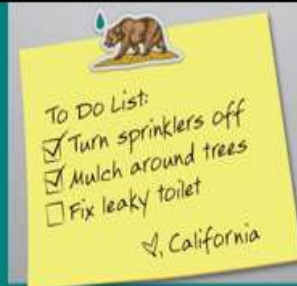 To Do List:
Turn sprinklers off
Mulch around trees
Fix leaky toilet
, California